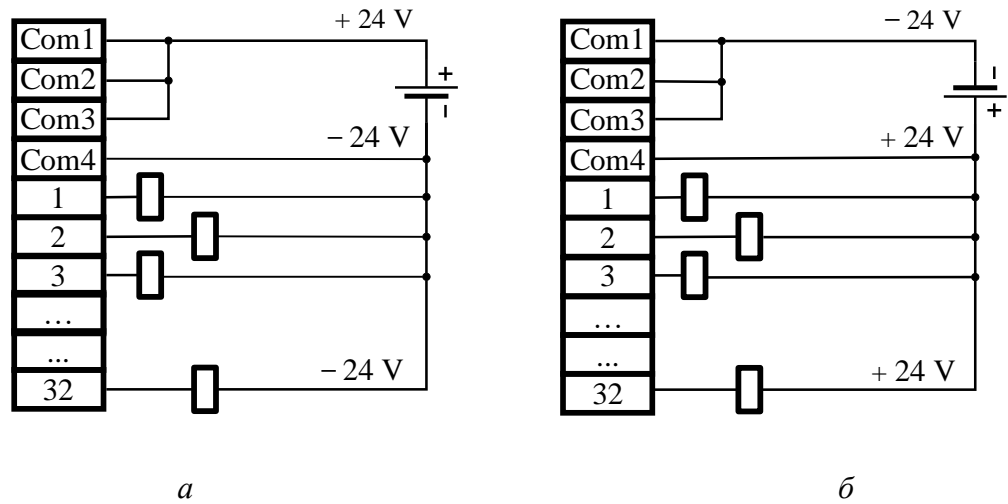 + 24 V
Com1
Com2
Com3
+
–
– 24 V
Com4
1
2
3
...
...
32
– 24 V
а
– 24 V
Com1
Com2
Com3
–
+
+ 24 V
Com4
1
2
3
...
...
32
+ 24 V
б